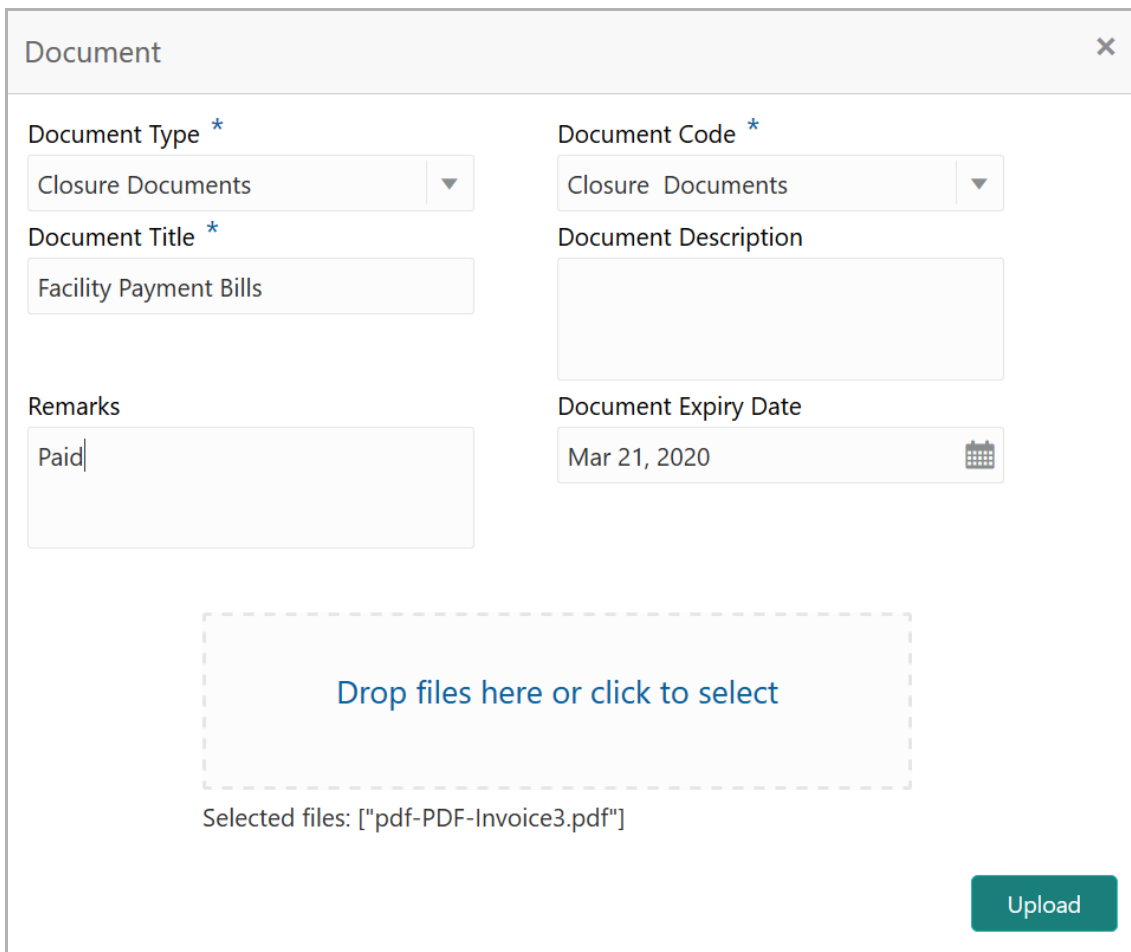 Document ×
Document Type * Document Code *
Closure Documents Closure  Documents
Document Title * Document Description
Facility Payment Bills
Remarks Document Expiry Date
Paid Mar 21, 2020
Drop files here or click to select
Selected files: ["pdf-PDF-Invoice3.pdf"]
Upload